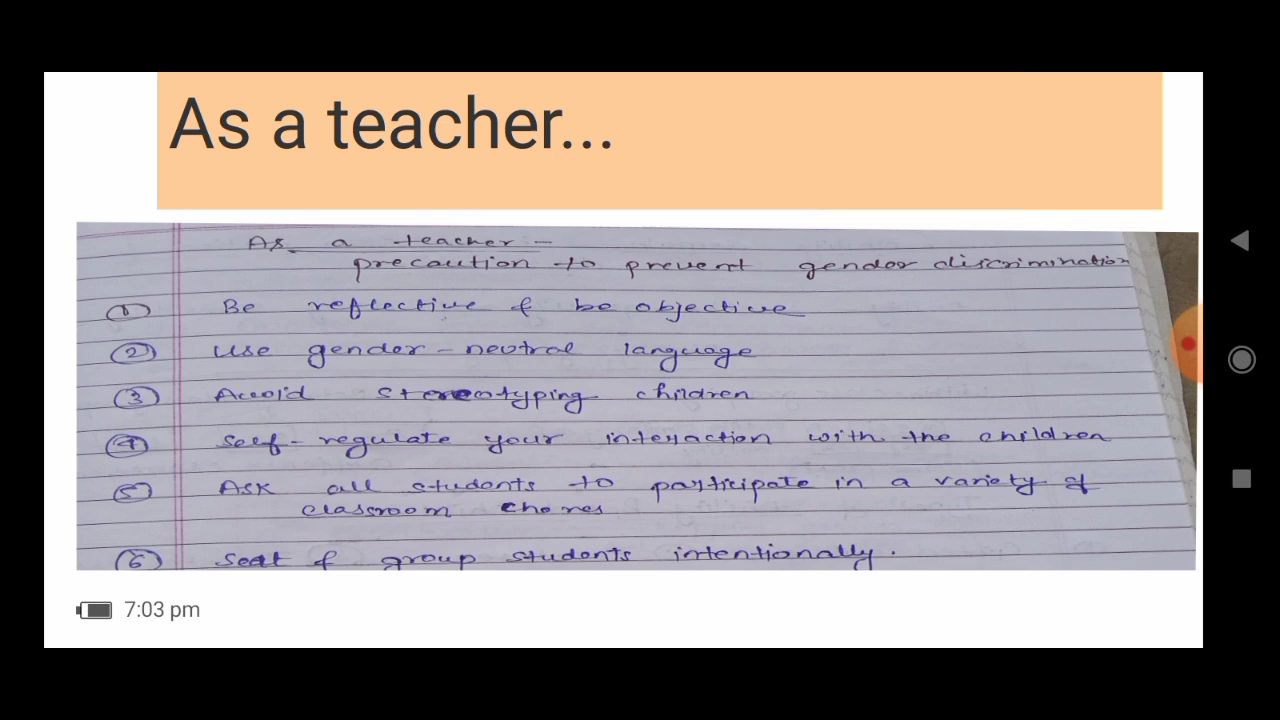 As a teacher...
As a teacher -
precaution to prevent gender discrimination
① Be reflective & be objective
② Use gender-neutral language
③ Avoid stereotyping children
④ Self-regulate your interaction with the children
⑤ Ask all students to participate in a variety of
classroom chores
⑥ Seat & group students intentionally.
7:03 pm